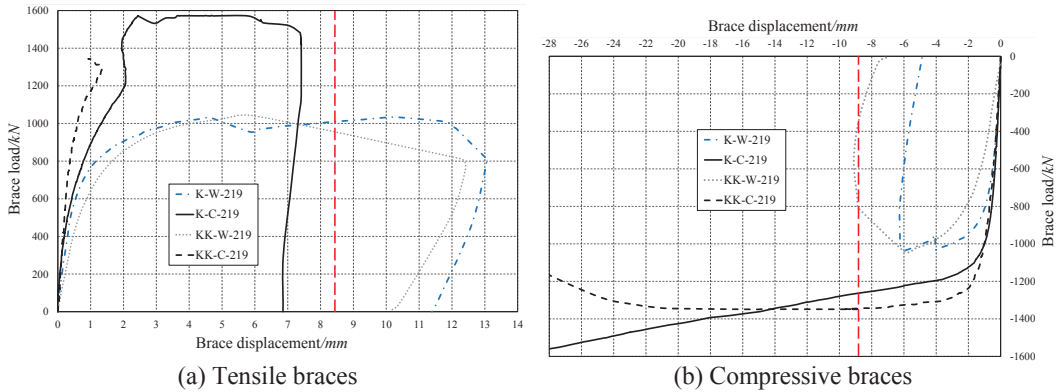 1600
1400
1200
1000
800
600
400
200
0
Brace load/kN
K-W-219
K-C-219
KK-W-219
KK-C-219
0 1 2 3 4 5 6 7 8 9 10 11 12 13 14
Brace displacement/mm
(a) Tensile braces
Brace displacement/mm
-28 -26 -24 -22 -20 -18 -16 -14 -12 -10 -8 -6 -4 -2 0
0
-200
-400
-600
-800
-1000
-1200
-1400
-1600
Brace load/kN
K-W-219
K-C-219
KK-W-219
KK-C-219
(b) Compressive braces